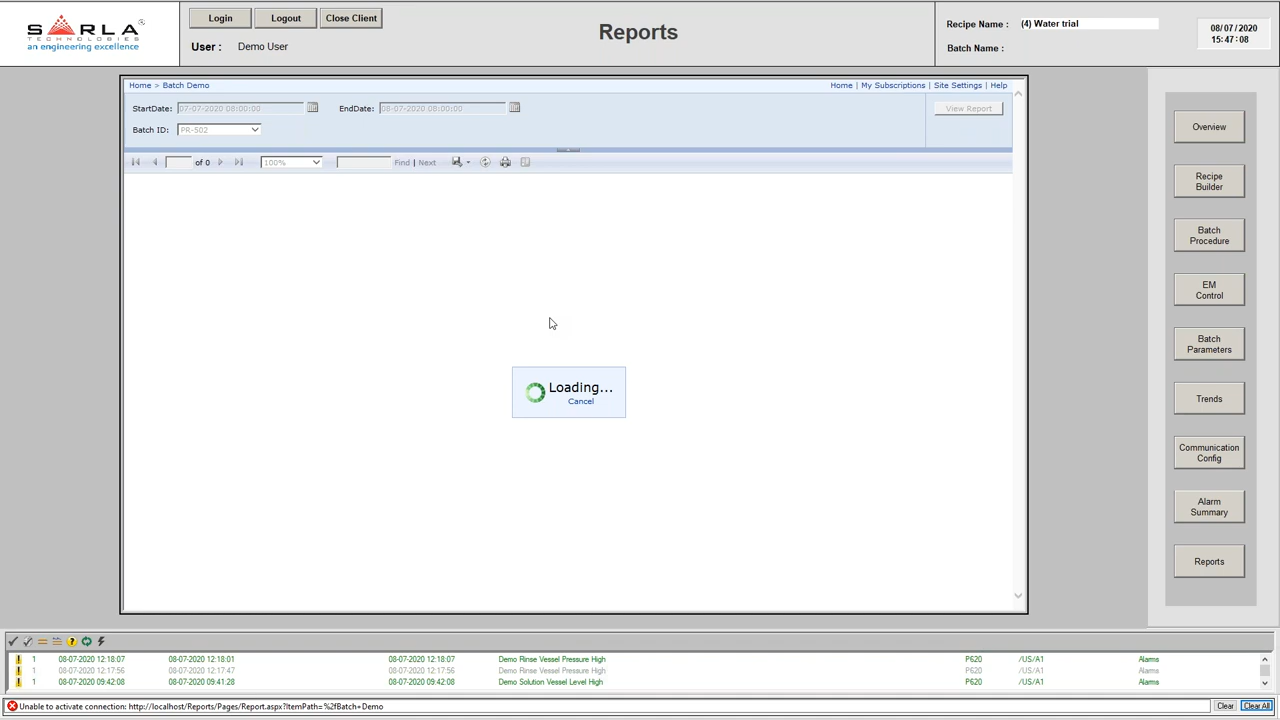 SARLA
TECHNOLOGIES
an engineering excellence
Login Logout Close Client
User : Demo User
Reports
Recipe Name : (4) Water trial
Batch Name :
08/07/2020
15:47:08
Home > Batch Demo
Home | My Subscriptions | Site Settings | Help
StartDate: 07-07-2020 08:00:00 EndDate: 08-07-2020 08:00:00 View Report
Batch ID: PR-502
of 0 100% Find | Next
Loading...
Cancel
Overview
Recipe
Builder
Batch
Procedure
EM
Control
Batch
Parameters
Trends
Communication
Config
Alarm
Summary
Reports
1 08-07-2020 12:18:07 08-07-2020 12:18:01 08-07-2020 12:18:07 Demo Rinse Vessel Pressure High P620 /US/A1 Alarms
1 08-07-2020 12:17:56 08-07-2020 12:17:47 08-07-2020 12:17:56 Demo Rinse Vessel Pressure High P620 /US/A1 Alarms
1 08-07-2020 09:42:08 08-07-2020 09:41:28 08-07-2020 09:42:08 Demo Solution Vessel Level High P620 /US/A1 Alarms
Unable to activate connection: http://localhost/Reports/Pages/Report.aspx?ItemPath=%2fBatch+Demo Clear Clear All